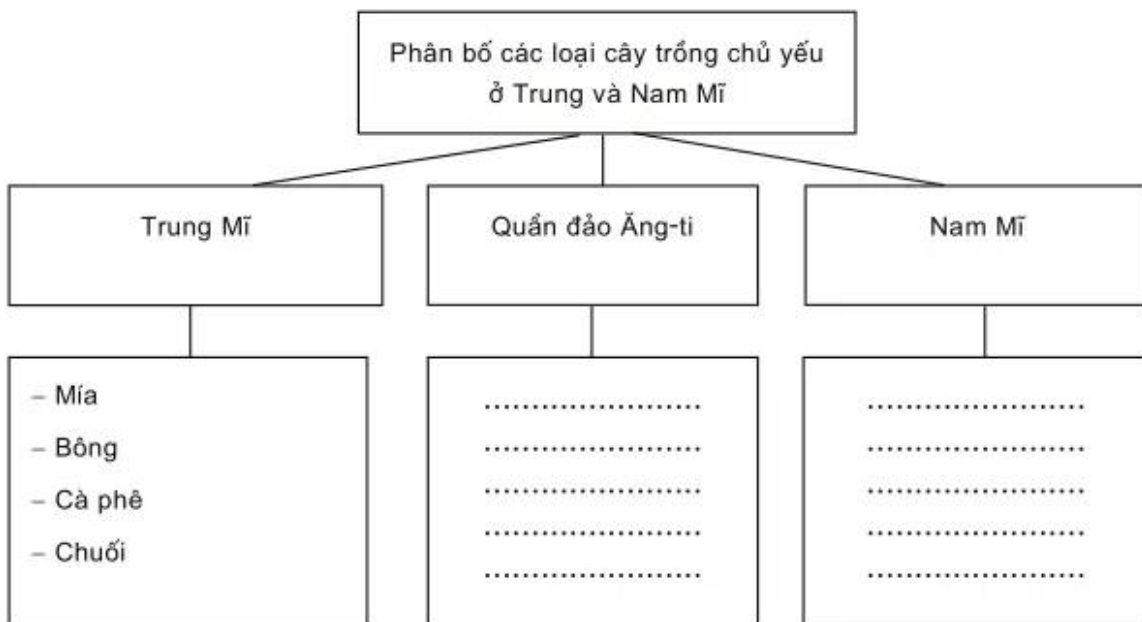 Phân bố các loại cây trồng chủ yếu
ở Trung và Nam Mĩ
Trung Mĩ
Quần đảo Ăng-ti
Nam Mĩ
– Mía
– Bông
– Cà phê
– Chuối
.......................
.......................
.......................
.......................
.......................
.......................
.......................
.......................
.......................
.......................